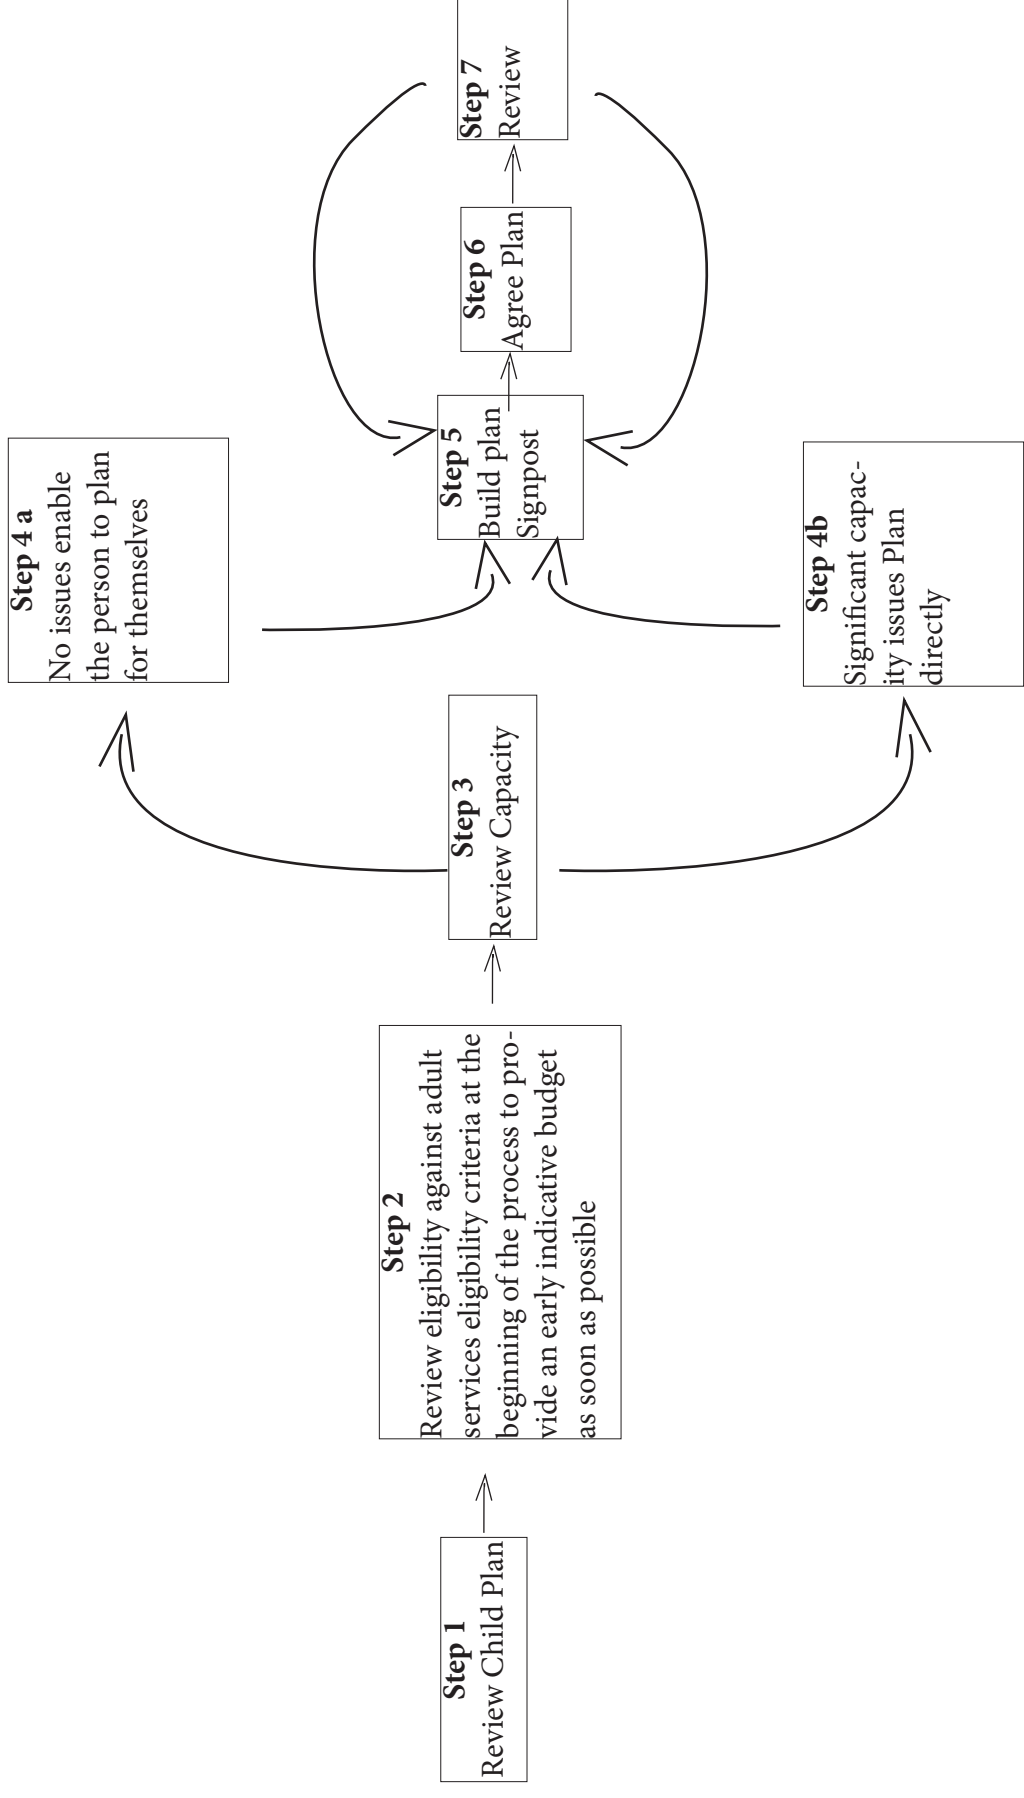 Step 1
Review Child Plan
Step 2
Review eligibility against adult
services eligibility criteria at the
beginning of the process to pro-
vide an early indicative budget
as soon as possible
Step 3
Review Capacity
Step 4 a
No issues enable
the person to plan
for themselves
Step 4b
Significant capac-
ity issues Plan
directly
Step 5
Build plan
Signpost
Step 6
Agree Plan
Step 7
Review